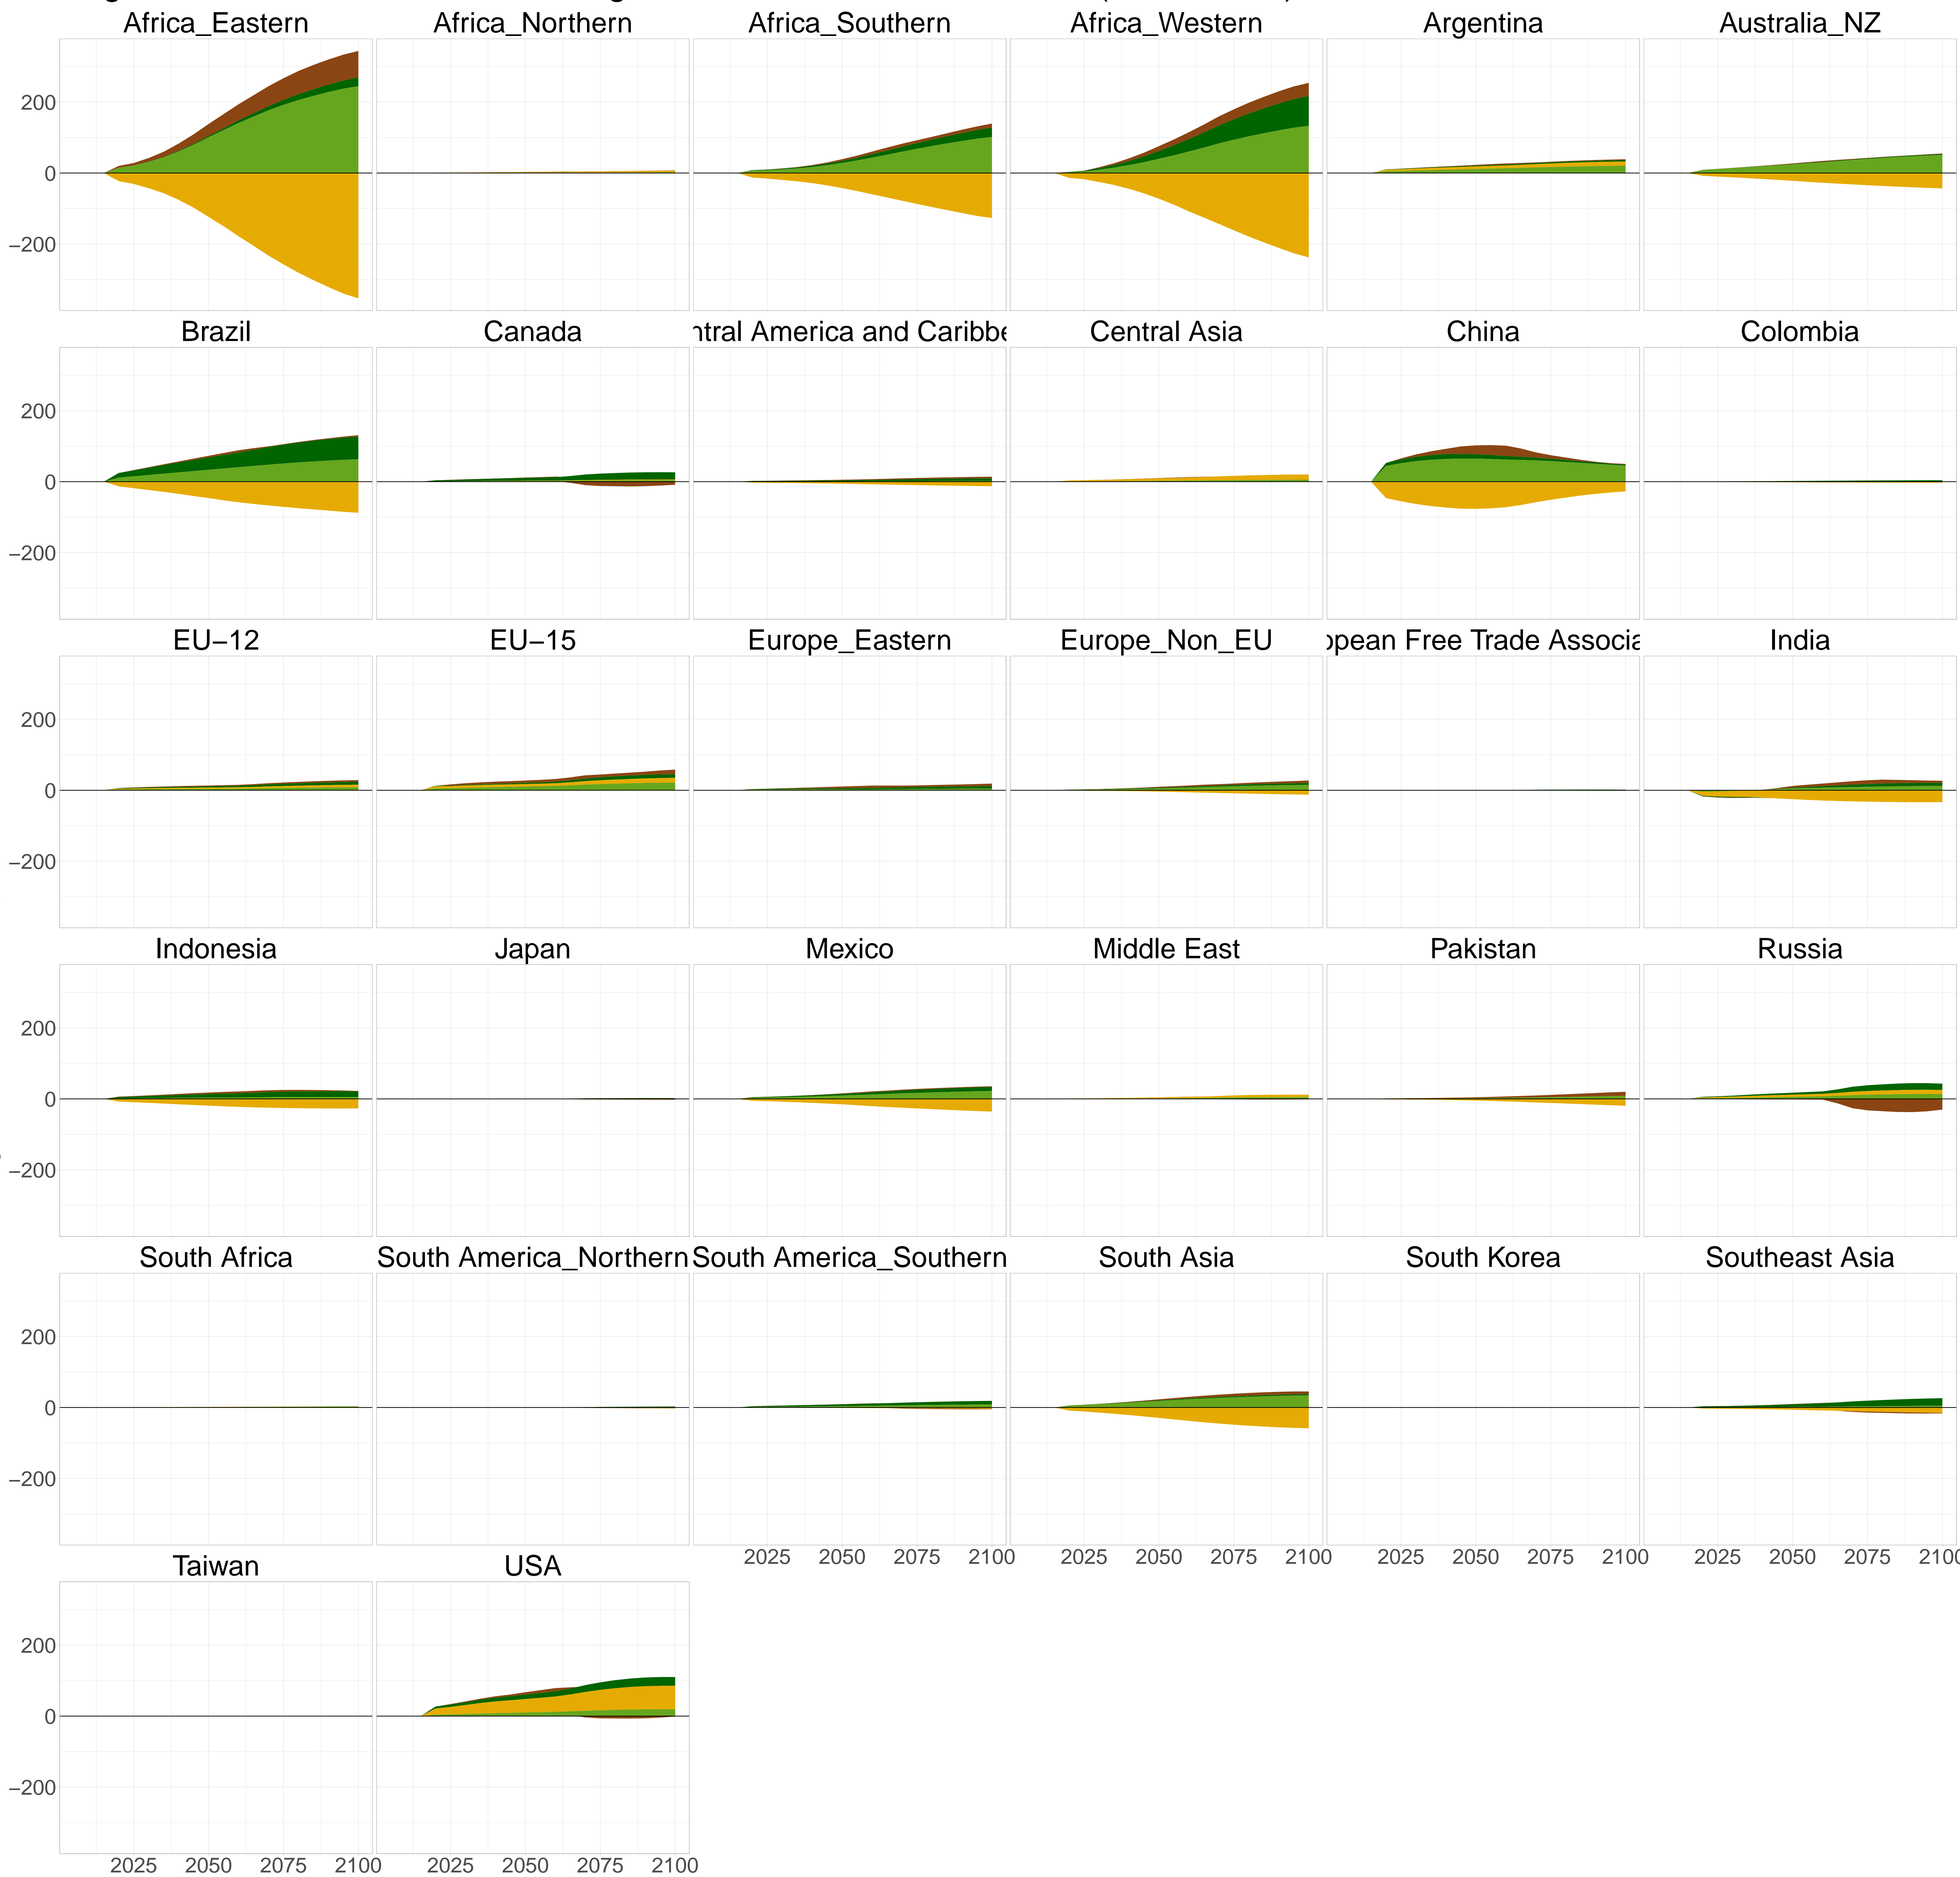 Africa_Eastern Africa_Northern Africa_Southern Africa_Western Argentina Australia_NZ
200
0
−200
Brazil Canada ntral America and Caribbe Central Asia China Colombia
200
0
−200
EU−12 EU−15 Europe_Eastern Europe_Non_EU opean Free Trade Associa India
200
0
−200
Indonesia Japan Mexico Middle East Pakistan Russia
200
0
−200
South Africa South America_Northern South America_Southern South Asia South Korea Southeast Asia
200
0
−200
2025 2050 2075 2100 2025 2050 2075 2100 2025 2050 2075 2100 2025 2050 2075 2100
Taiwan USA
200
0
−200
2025 2050 2075 2100 2025 2050 2075 2100